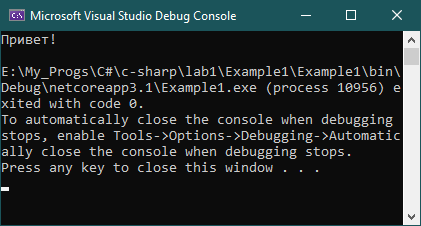 Microsoft Visual Studio Debug Console
Привет!
E:\My_Progs\C#\c-sharp\lab1\Example1\Example1\bin\
Debug\netcoreapp3.1\Example1.exe (process 10956) e
xited with code 0.
To automatically close the console when debugging
stops, enable Tools->Options->Debugging->Automatic
ally close the console when debugging stops.
Press any key to close this window . . .